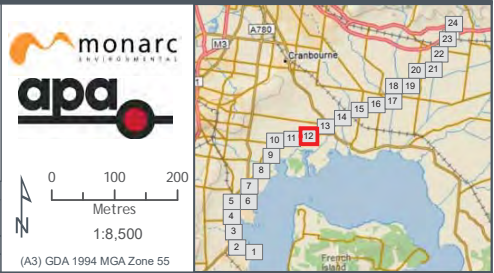 monarc
ENVIRONMENTAL
apa
0 100 200
Metres
1:8,500
N
(A3) GDA 1994 MGA Zone 55
A780
M3
Cranbourne
1
24
23
22
20 21
18 19
15 16 17
14
13
10 11 12
9
8
7
5 6
4
3
2 1
French
Island